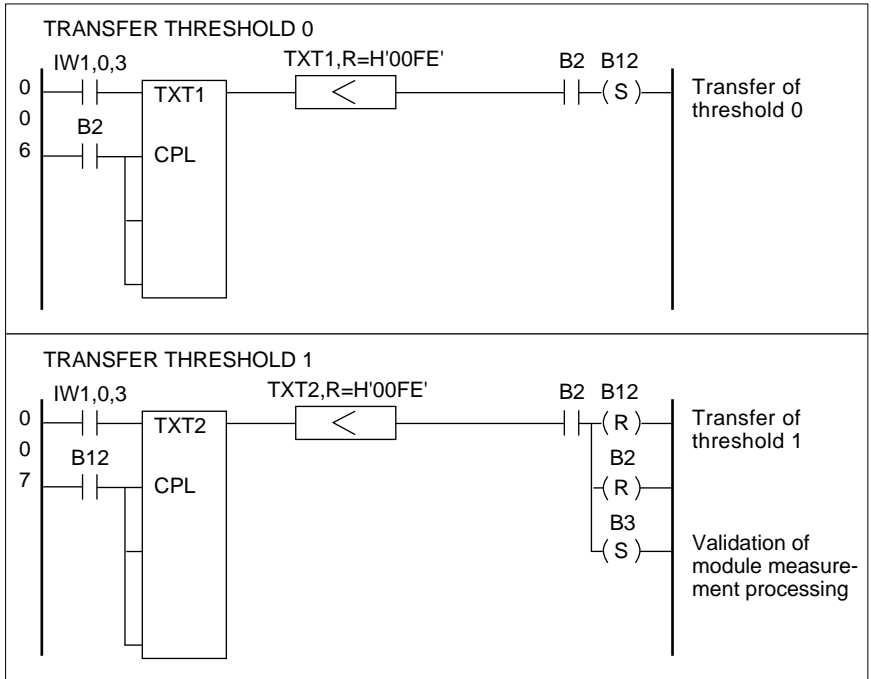 TRANSFER THRESHOLD 0
IW1,0,3
TXT1,R=H'00FE'
B2 B12
0
TXT1
<
S
Transfer of
threshold 0
0
B2
6
CPL
TRANSFER THRESHOLD 1
IW1,0,3
TXT2,R=H'00FE'
B2 B12
0
TXT2
<
R
Transfer of
threshold 1
0
B12
B2
7
CPL
R
B3
S
Validation of
module measure-
ment processing